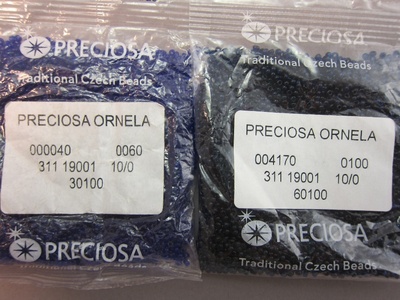 PRECIOSA
Traditional Czech Beads
PRECIOSA ORNELA
000040 0060
311 19001 10/0
30100
PRECIOSA
PRECIOSA
Traditional Czech Beads
PRECIOSA ORNELA
004170 0100
311 19001 10/0
60100
PRECIOSA
Traditional Czech Beads